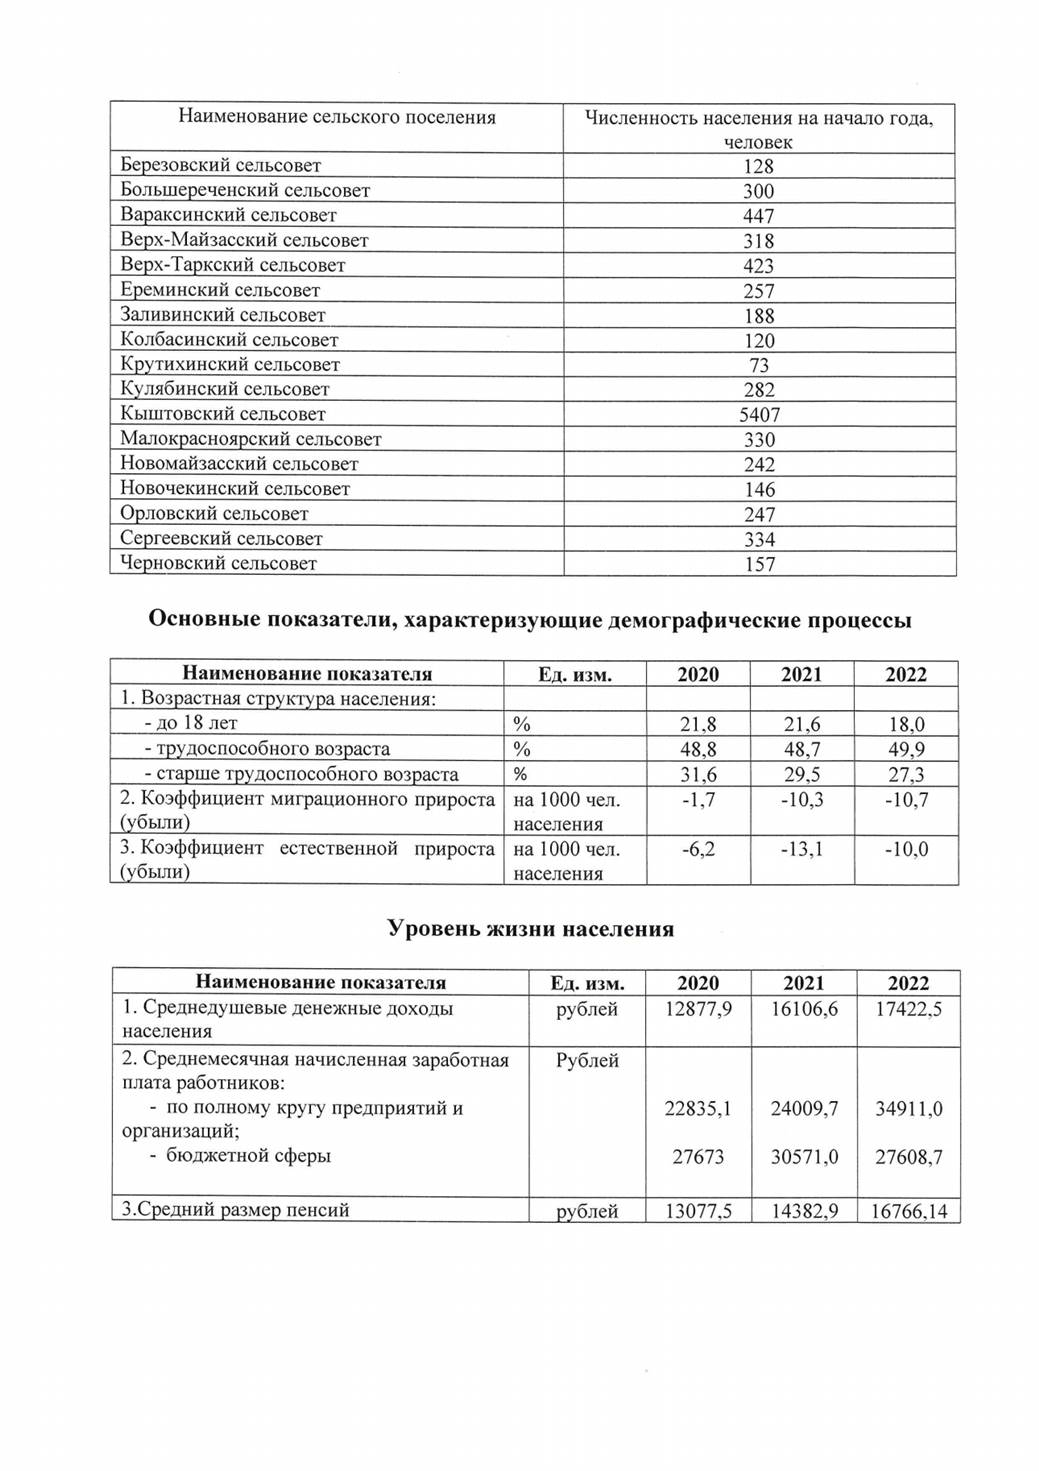 Наименование сельского поселения
Численность населения на начало года,
человек
Березовский сельсовет 128
Большереченский сельсовет 300
Вараксинский сельсовет 447
Верх-Майзасский сельсовет 318
Верх-Таркский сельсовет 423
Ереминский сельсовет 257
Заливинский сельсовет 188
Колбасинский сельсовет 120
Крутихинский сельсовет 73
Кулябинский сельсовет 282
Кыштовский сельсовет 5407
Малокрасноярский сельсовет 330
Новомайзасский сельсовет 242
Новочекинский сельсовет 146
Орловский сельсовет 247
Сергеевский сельсовет 334
Черновский сельсовет 157
Основные показатели, характеризующие демографические процессы
Наименование показателя Ед. изм. 2020 2021 2022
1. Возрастная структура населения:
- до 18 лет % 21,8 21,6 18,0
- трудоспособного возраста % 48,8 48,7 49,9
- старше трудоспособного возраста % 31,6 29,5 27,3
2. Коэффициент миграционного прироста на 1000 чел. -1,7 -10,3 -10,7
(убыли) населения
3. Коэффициент естественной прироста на 1000 чел. -6,2 -13,1 -10,0
(убыли) населения
Уровень жизни населения
Наименование показателя Ед. изм. 2020 2021 2022
1. Среднедушевые денежные доходы рублей 12877,9 16106,6 17422,5
населения
2. Среднемесячная начисленная заработная Рублей
плата работников:
- по полному кругу предприятий и 22835,1 24009,7 34911,0
организаций;
- бюджетной сферы 27673 30571,0 27608,7
3.Средний размер пенсий рублей 13077,5 14382,9 16766,14